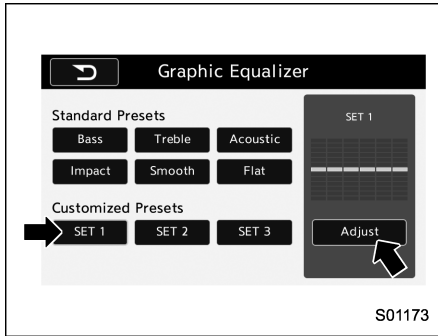 Graphic Equalizer
Standard Presets
Bass Treble Acoustic
Impact Smooth Flat
Customized Presets
SET 1 SET 2 SET 3
SET 1
Adjust
S01173